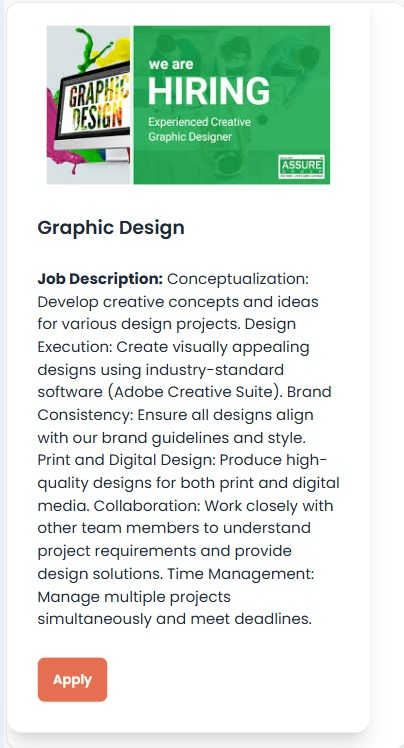 GRAPHIC
DESIGN
we are
HIRING
Experienced Creative
Graphic Designer
ASSURE
GROUP
Graphic Design
Job Description: Conceptualization:
Develop creative concepts and ideas
for various design projects. Design
Execution: Create visually appealing
designs using industry-standard
software (Adobe Creative Suite). Brand
Consistency: Ensure all designs align
with our brand guidelines and style.
Print and Digital Design: Produce high-
quality designs for both print and digital
media. Collaboration: Work closely with
other team members to understand
project requirements and provide
design solutions. Time Management:
Manage multiple projects
simultaneously and meet deadlines.
Apply